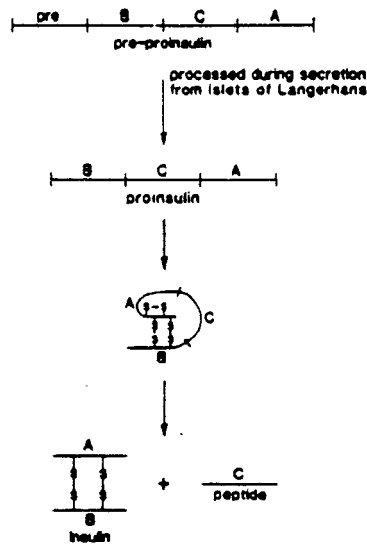 pre B C A
pre-proinsulin
processed during secretion
from Islets of Langerhans
B C A
proinsulin
A S-S
C
S S
S S
B
A
S S
S S
B
insulin
+
C
peptide